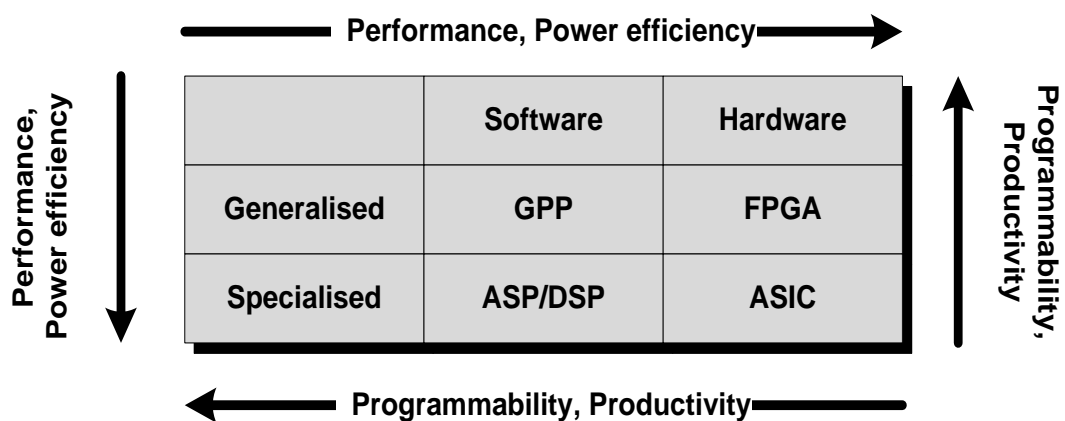 Performance, Power efficiency
Performance,
Power efficiency
Software Hardware
Generalised GPP FPGA
Specialised ASP/DSP ASIC
Programmability,
Productivity
Programmability, Productivity